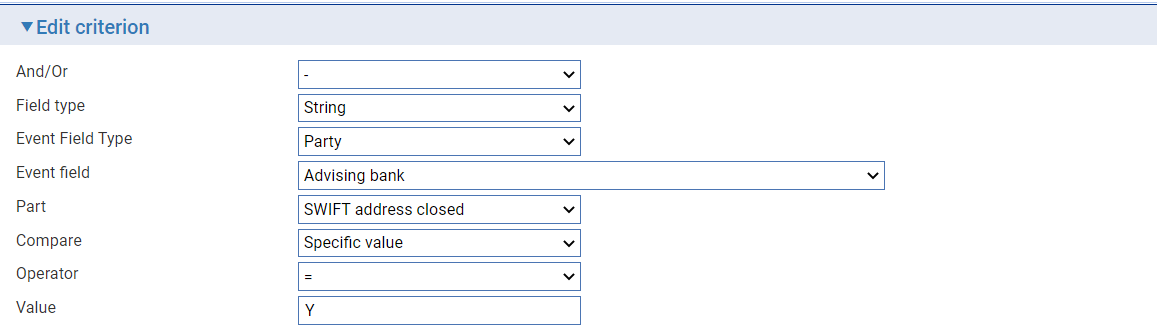 Edit criterion
And/Or -
Field type String
Event Field Type Party
Event field Advising bank
Part SWIFT address closed
Compare Specific value
Operator =
Value Y